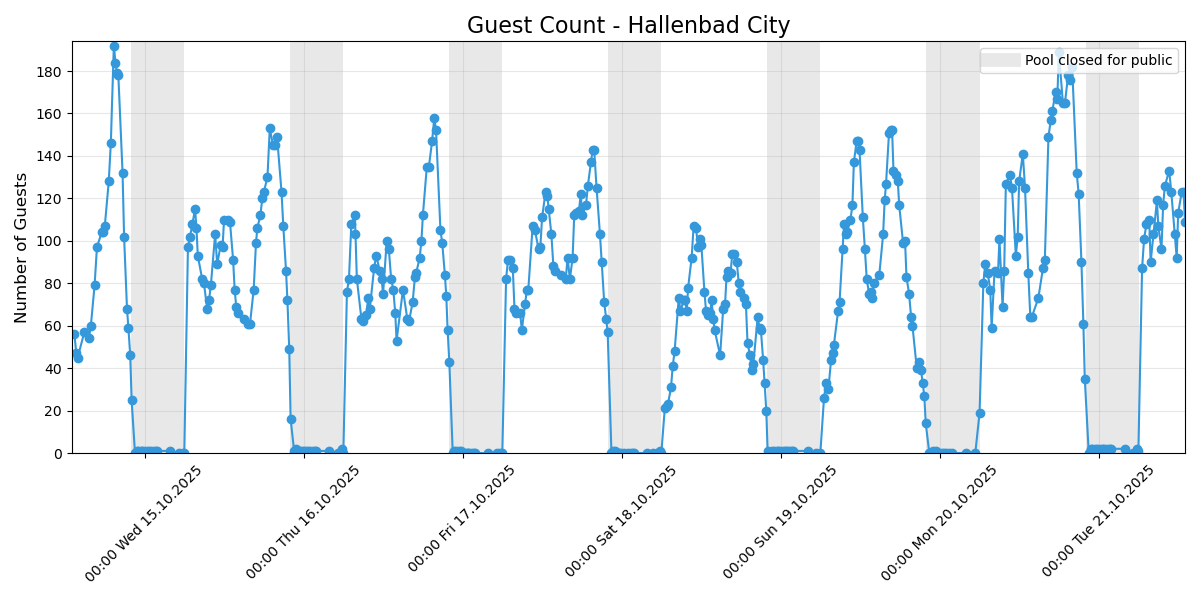 Guest Count - Hallenbad City
Pool closed for public
Number of Guests
180
160
140
120
100
80
60
40
20
0
00:00 Wed 15.10.2025
00:00 Thu 16.10.2025
00:00 Fri 17.10.2025
00:00 Sat 18.10.2025
00:00 Sun 19.10.2025
00:00 Mon 20.10.2025
00:00 Tue 21.10.2025